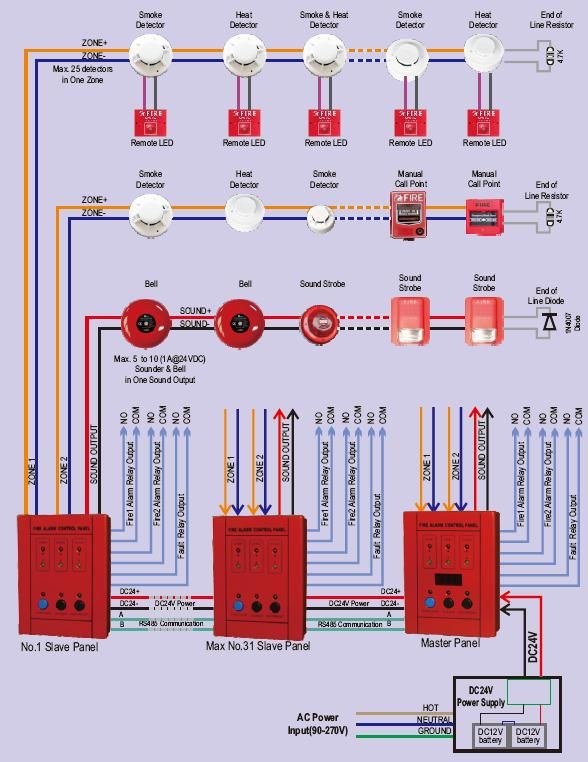 Smoke
Detector
Heat
Detector
Smoke & Heat
Detector
Smoke
Detector
Heat
Detector
End of
Line Resistor
ZONE+
ZONE-
Max. 25 detectors
in One Zone
4.7K
FIRE
FIRE
FIRE
FIRE
FIRE
Remote LED
Remote LED
Remote LED
Remote LED
Remote LED
Smoke
Detector
Heat
Detector
Smoke
Detector
Manual
Call Point
Manual
Call Point
End of
Line Resistor
ZONE+
ZONE-
FIRE
FIRE
4.7K
Bell
Bell
Sound Strobe
Sound
Strobe
Sound
Strobe
End of
Line Diode
SOUND+
SOUND-
1N4007
Diode
Max. 5 to 10 (1A@24VDC)
Sounder & Bell
in One Sound Output
ZONE 1
ZONE 2
SOUND OUTPUT
NO
COM
NO
COM
NO
COM
Fire1 Alarm Relay Output
Fire2 Alarm Relay Output
Fault Relay Output
ZONE 1
ZONE 2
SOUND OUTPUT
NO
COM
NO
COM
NO
COM
Fire1 Alarm Relay Output
Fire2 Alarm Relay Output
Fault Relay Output
ZONE 1
ZONE 2
SOUND OUTPUT
NO
COM
NO
COM
NO
COM
Fire1 Alarm Relay Output
Fire2 Alarm Relay Output
Fault Relay Output
FIRE ALARM CONTROL PANEL
FIRE ALARM CONTROL PANEL
FIRE ALARM CONTROL PANEL
DC24+
DC24-
DC24V Power
A
B
RS485 Communication
DC24+
DC24V Power
DC24-
A
RS485 Communication
B
No.1 Slave Panel
Max No.31 Slave Panel
Master Panel
DC24V
DC24V
Power Supply
DC12V
battery
DC12V
battery
AC Power
Input(90-270V)
HOT
NEUTRAL
GROUND